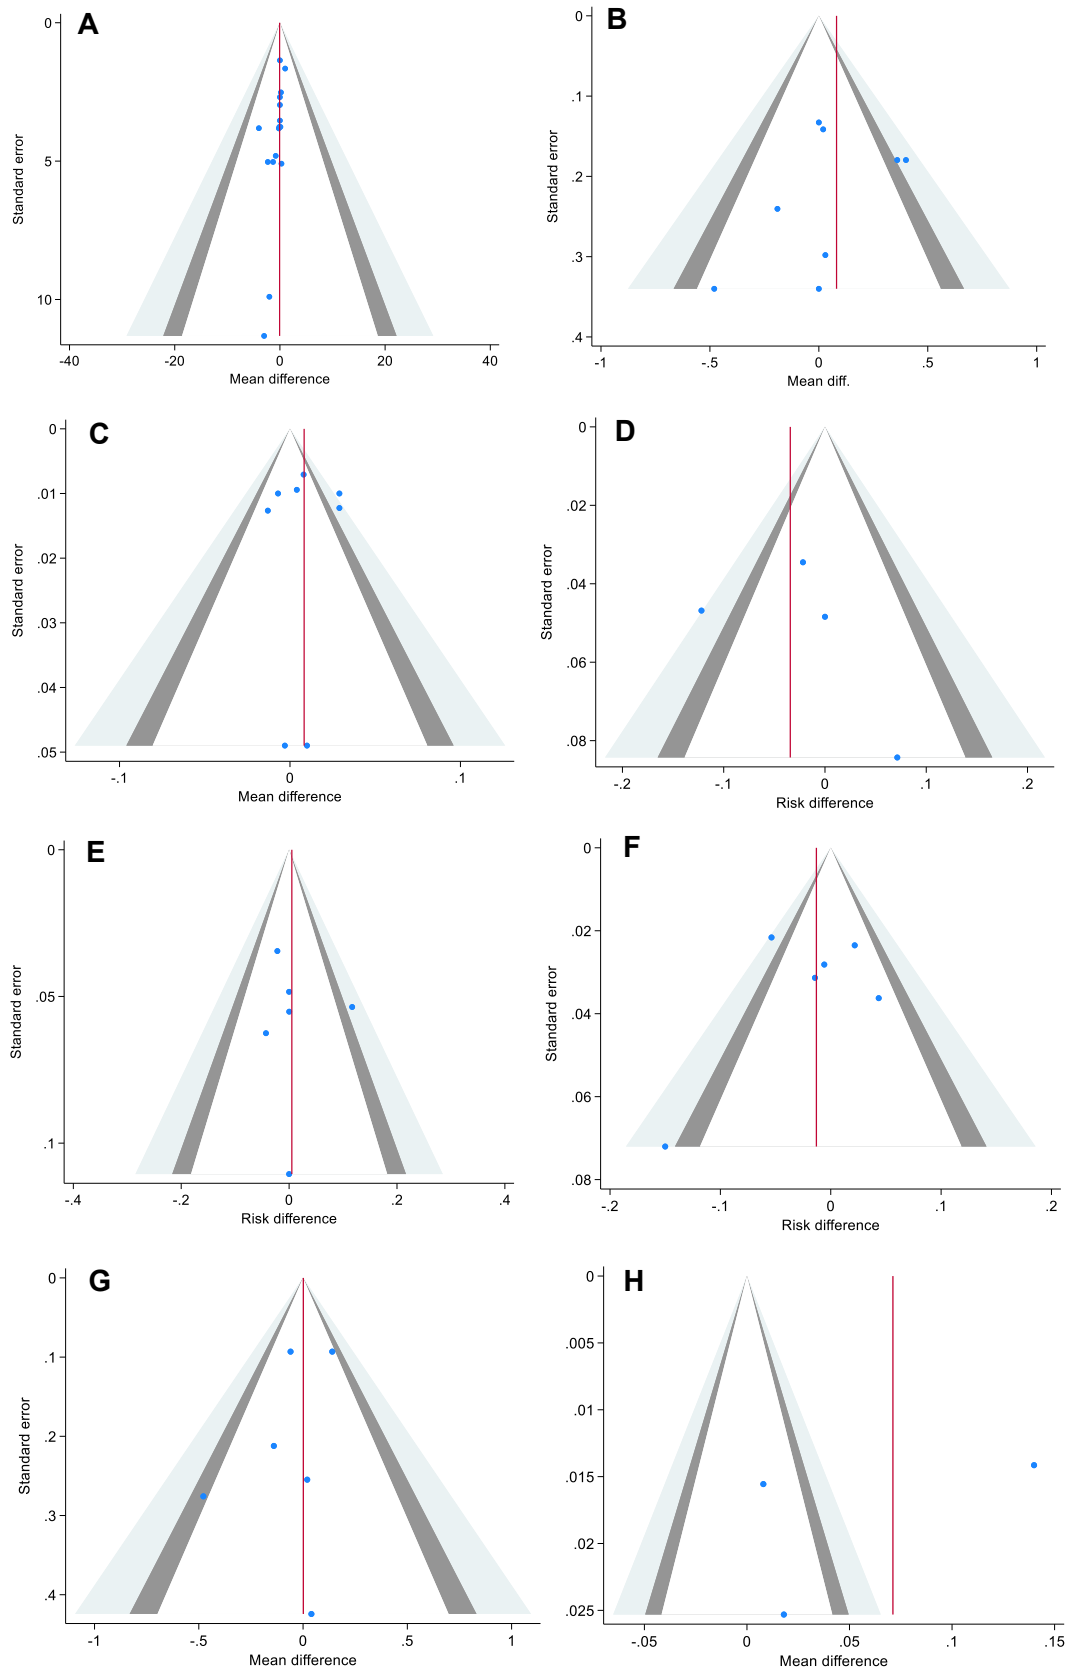 A
0
5
10
Standard error
-40 -20 0 20 40
Mean difference
B
0
.1
.2
.3
.4
Standard error
-1 -.5 0 .5 1
Mean diff.
C
0
.01
.02
.03
.04
.05
Standard error
-.1 0 .1
Mean difference
D
0
.02
.04
.06
.08
Standard error
-.2 -.1 0 .1 .2
Risk difference
E
0
.05
.1
Standard error
-.4 -.2 0 .2 .4
Risk difference
F
0
.02
.04
.06
.08
Standard error
-.2 -.1 0 .1 .2
Risk difference
G
0
.1
.2
.3
.4
Standard error
-1 -.5 0 .5 1
Mean difference
H
0
.005
.01
.015
.02
.025
Standard error
-.05 0 .05 .1 .15
Mean difference